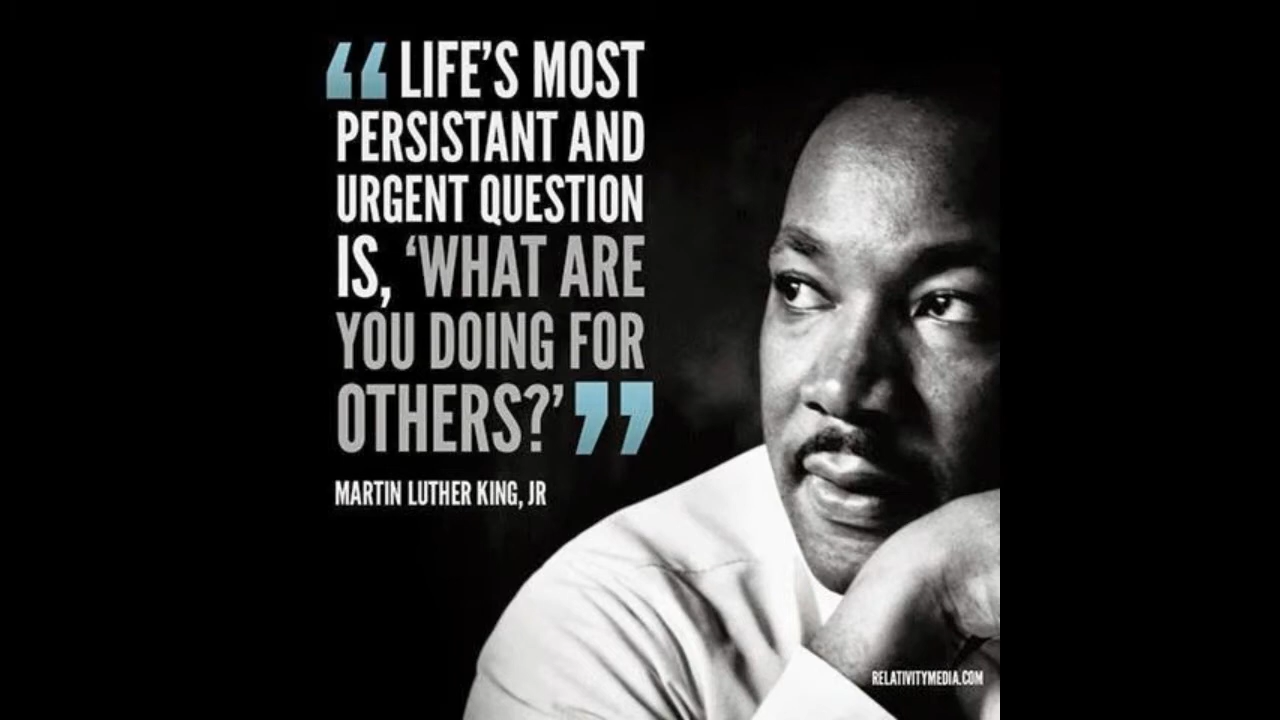 “LIFE’S MOST
PERSISTANT AND
URGENT QUESTION
IS, ‘WHAT ARE
YOU DOING FOR
OTHERS?’”
MARTIN LUTHER KING, JR
RELATIVITYMEDIA.COM